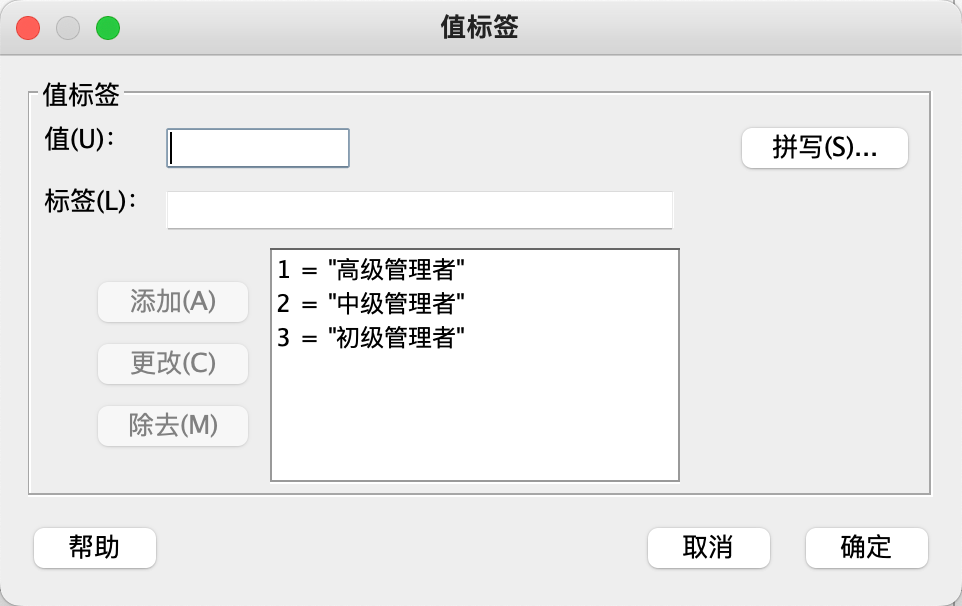 值标签
值标签
值(U):
拼写(S)...
标签(L):
1 = "高级管理者"
2 = "中级管理者"
3 = "初级管理者"
添加(A)
更改(C)
除去(M)
帮助
取消
确定